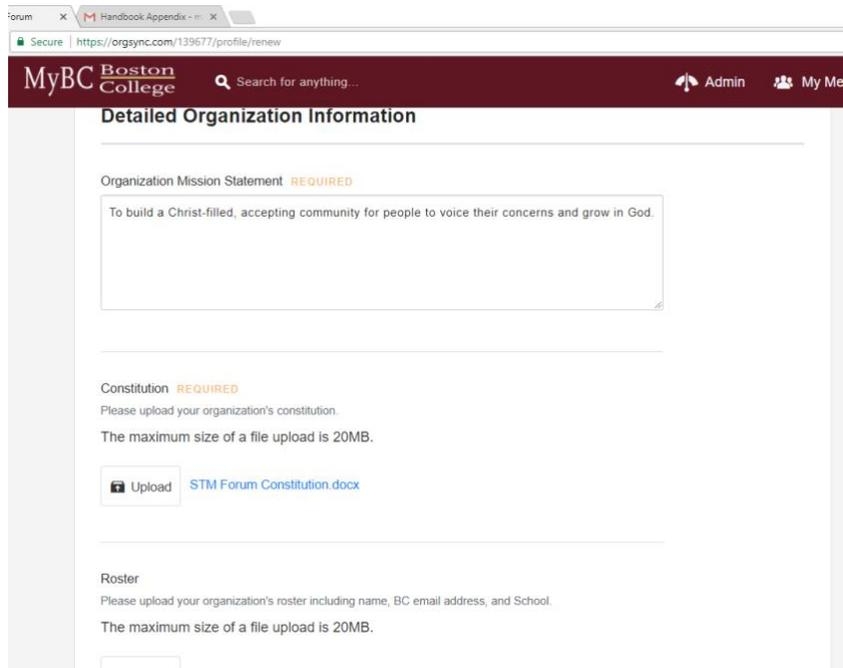 Forum
Handbook Appendix - m
Secure
https://orgsync.com/139677/profile/renew
MyBC Boston College
Search for anything...
Admin
My Me
Detailed Organization Information
Organization Mission Statement REQUIRED
To build a Christ-filled, accepting community for people to voice their concerns and grow in God.
Constitution REQUIRED
Please upload your organization's constitution.
The maximum size of a file upload is 20MB.
Upload STM Forum Constitution.docx
Roster
Please upload your organization's roster including name, BC email address, and School.
The maximum size of a file upload is 20MB.